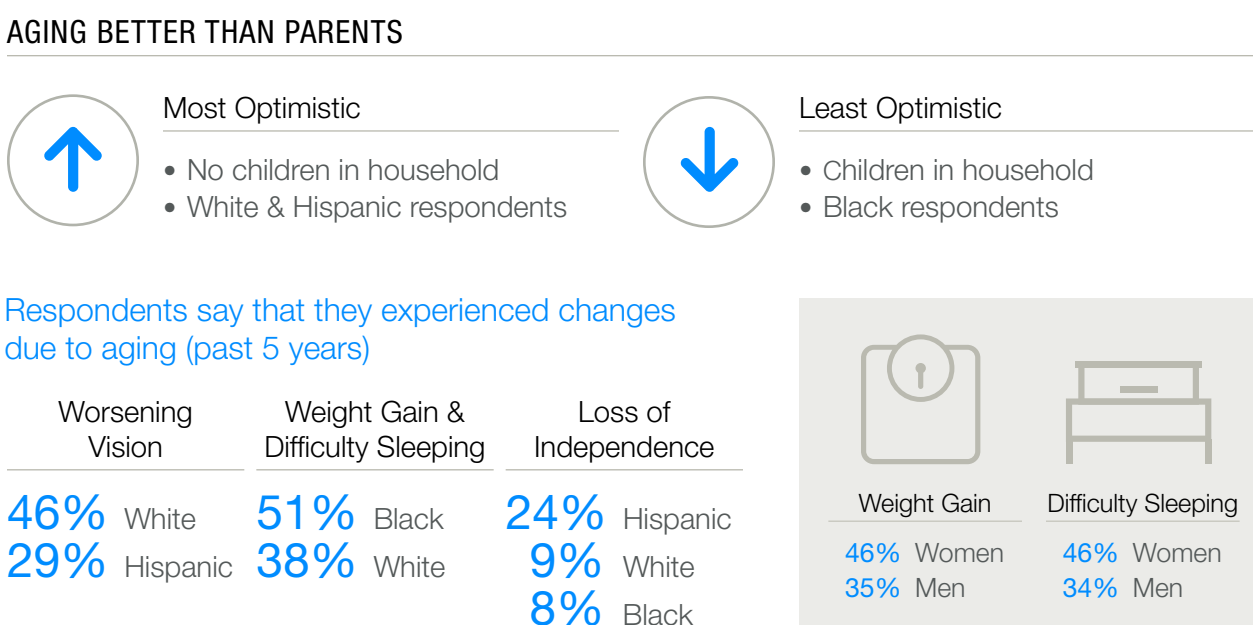 AGING BETTER THAN PARENTS
Most Optimistic
• No children in household
• White & Hispanic respondents
Least Optimistic
• Children in household
• Black respondents
Respondents say that they experienced changes
due to aging (past 5 years)
Worsening
Vision
46% White
29% Hispanic
Weight Gain &
Difficulty Sleeping
51% Black
38% White
Loss of
Independence
24% Hispanic
9% White
8% Black
Weight Gain
46% Women
35% Men
Difficulty Sleeping
46% Women
34% Men